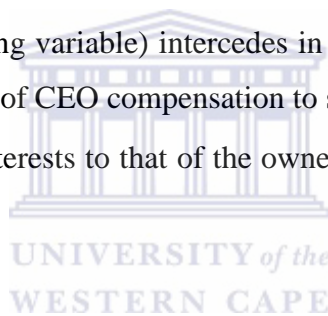 ng variable) intercedes in
of CEO compensation to s
terests to that of the owne
UNIVERSITY of the
WESTERN CAPE